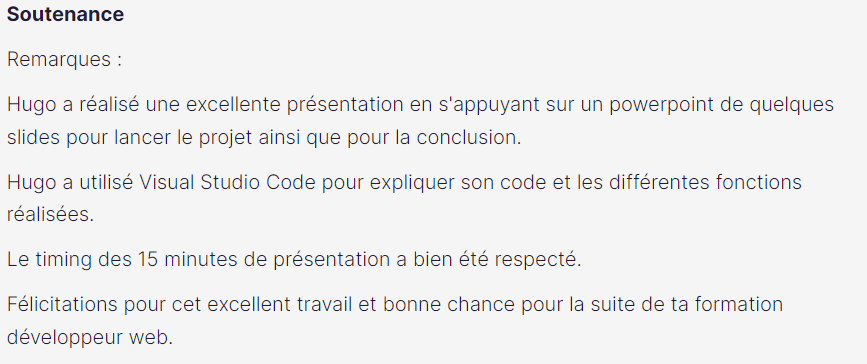 Soutenance
Remarques :
Hugo a réalisé une excellente présentation en s'appuyant sur un powerpoint de quelques
slides pour lancer le projet ainsi que pour la conclusion.
Hugo a utilisé Visual Studio Code pour expliquer son code et les différentes fonctions
réalisées.
Le timing des 15 minutes de présentation a bien été respecté.
Félicitations pour cet excellent travail et bonne chance pour la suite de ta formation
développeur web.